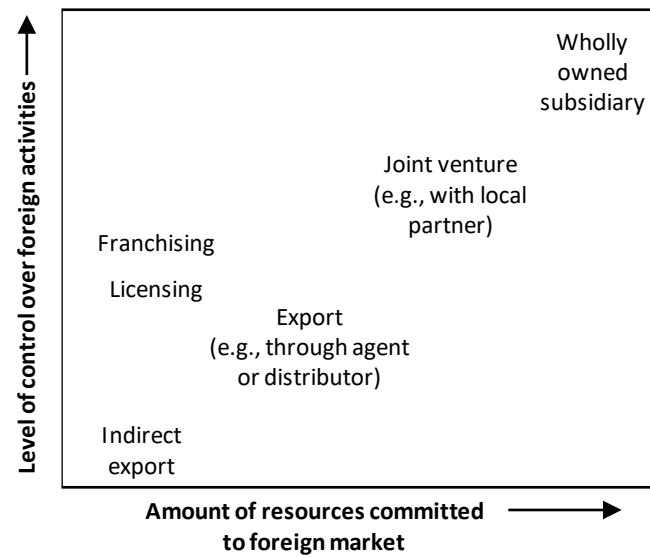 Level of control over foreign activities
Wholly
owned
subsidiary
Joint venture
(e.g., with local
partner)
Franchising
Licensing
Export
(e.g., through agent
or distributor)
Indirect
export
Amount of resources committed
to foreign market